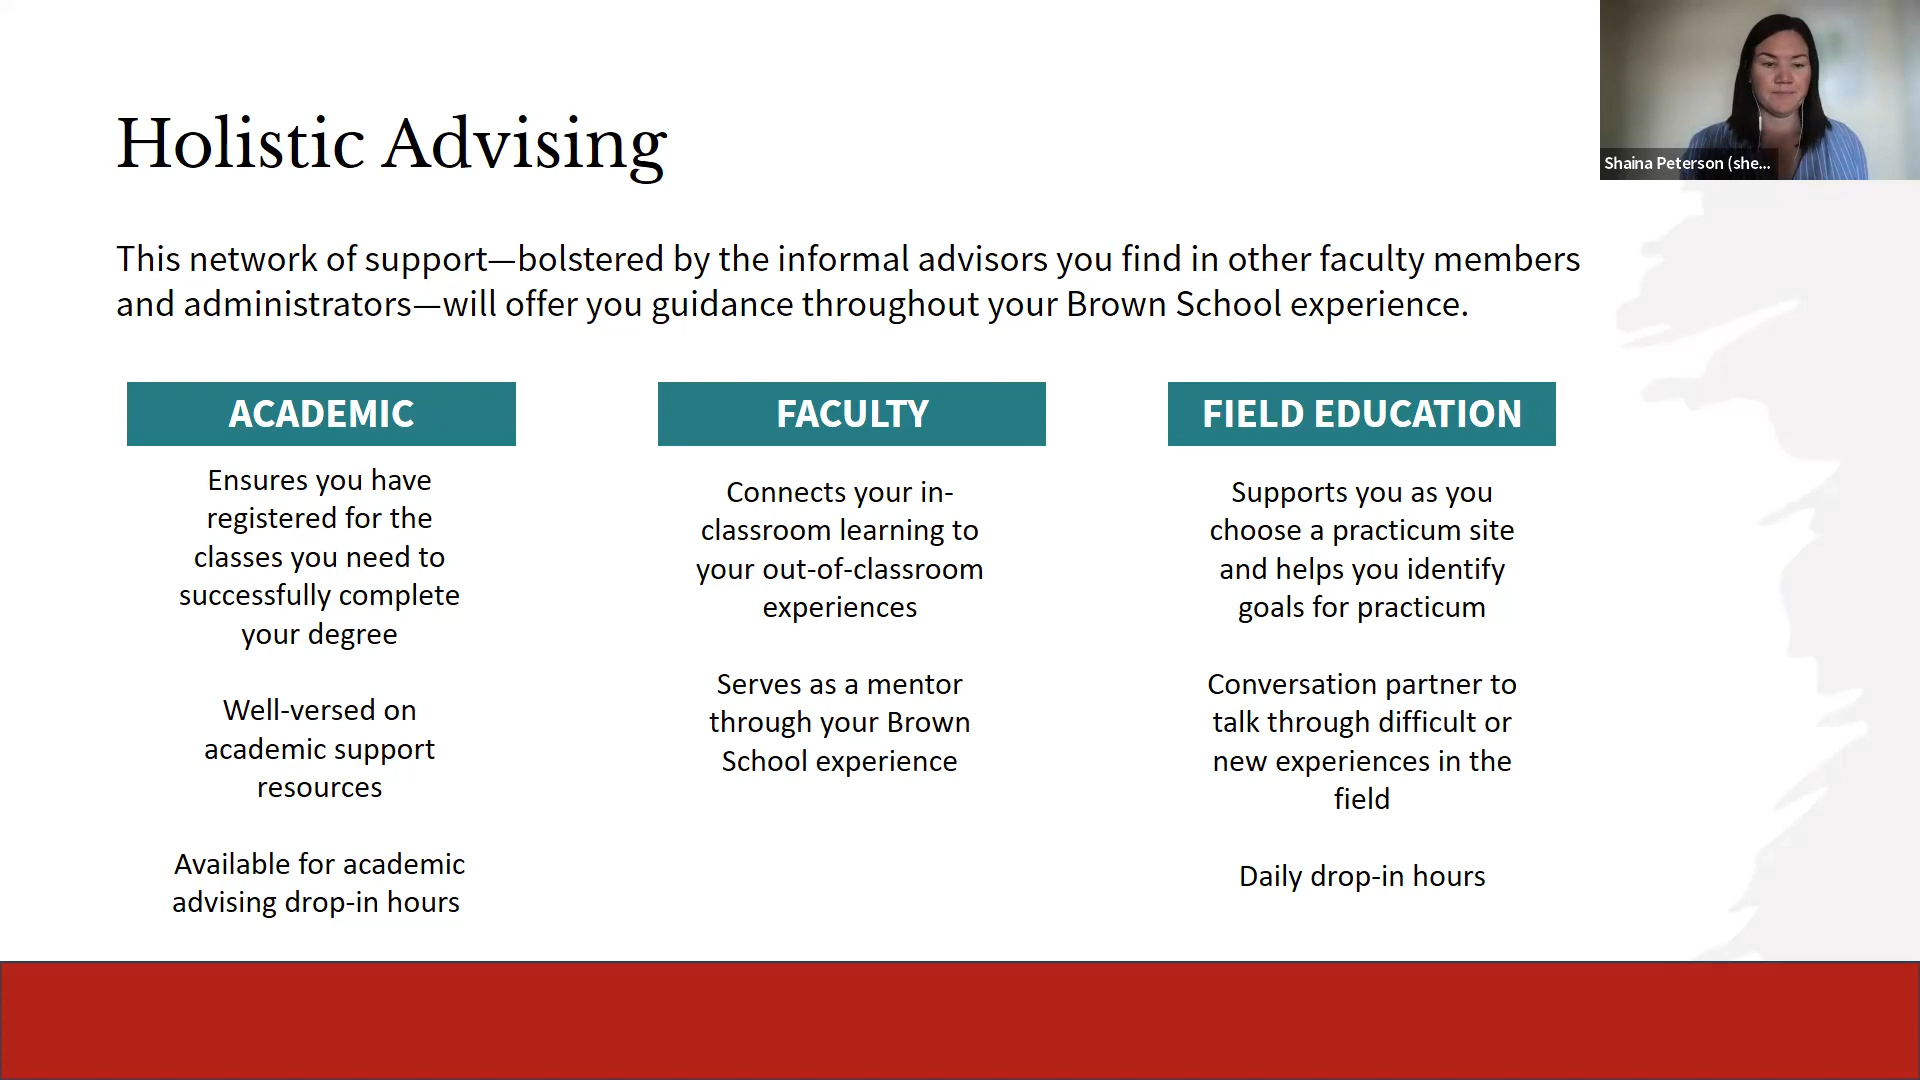 Holistic Advising
Shaina Peterson (she...
This network of support—bolstered by the informal advisors you find in other faculty members
and administrators—will offer you guidance throughout your Brown School experience.
ACADEMIC
Ensures you have
registered for the
classes you need to
successfully complete
your degree
Well-versed on
academic support
resources
Available for academic
advising drop-in hours
FACULTY
Connects your in-
classroom learning to
your out-of-classroom
experiences
Serves as a mentor
through your Brown
School experience
FIELD EDUCATION
Supports you as you
choose a practicum site
and helps you identify
goals for practicum
Conversation partner to
talk through difficult or
new experiences in the
field
Daily drop-in hours